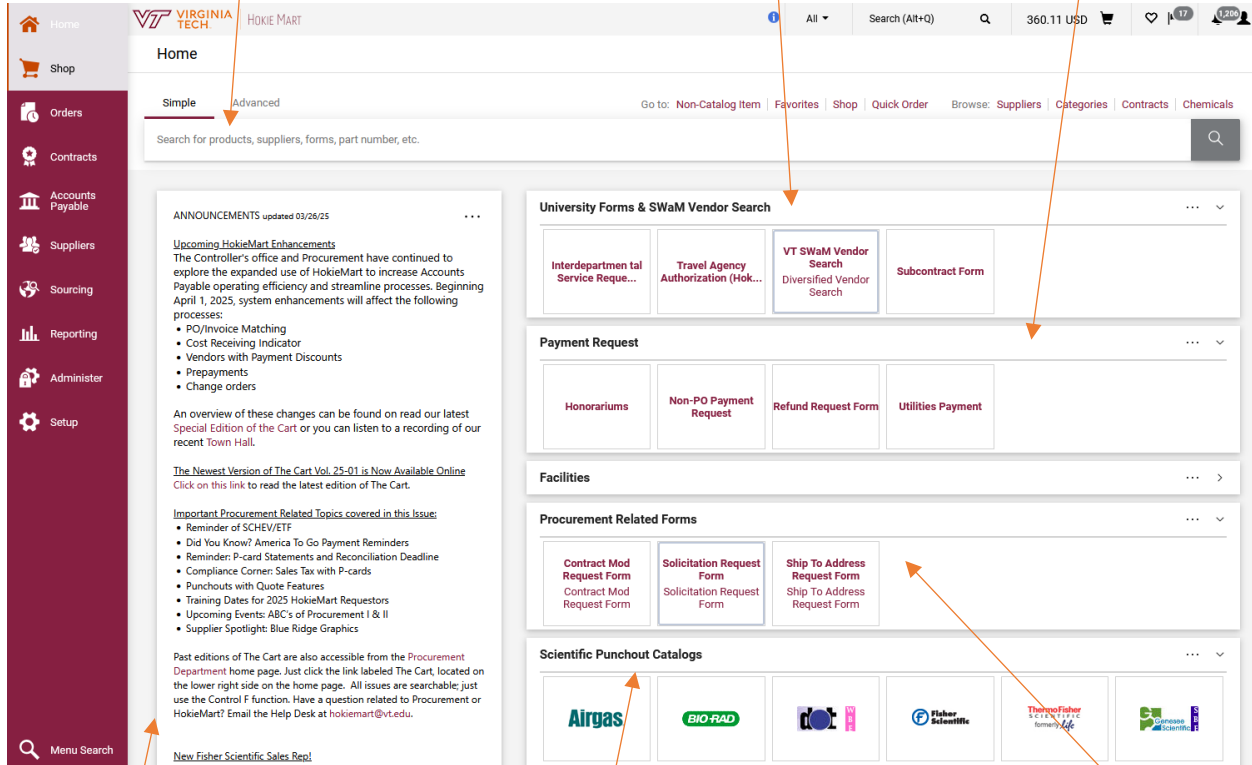 Home
VIRGINIA TECH. HOKIE MART
All
Search (Alt+Q)
360.11 USD
17
1,206
Home
Shop
Orders
Contracts
Accounts
Payable
Suppliers
Sourcing
Reporting
Administer
Setup
Menu Search
Simple Advanced
Go to: Non-Catalog Item | Favorites | Shop | Quick Order Browse: Suppliers | Categories | Contracts | Chemicals
Search for products, suppliers, forms, part number, etc.
ANNOUNCEMENTS updated 03/26/25 ...
Upcoming HokieMart Enhancements
The Controller's office and Procurement have continued to
explore the expanded use of HokieMart to increase Accounts
Payable operating efficiency and streamline processes. Beginning
April 1, 2025, system enhancements will affect the following
processes:
• PO/Invoice Matching
• Cost Receiving Indicator
• Vendors with Payment Discounts
• Prepayments
• Change orders
An overview of these changes can be found on read our latest
Special Edition of the Cart or you can listen to a recording of our
recent Town Hall.
The Newest Version of The Cart Vol. 25-01 is Now Available Online
Click on this link to read the latest edition of The Cart.
Important Procurement Related Topics covered in this Issue:
• Reminder of SCHEV/ETF
• Did You Know? America To Go Payment Reminders
• Reminder: P-card Statements and Reconciliation Deadline
• Compliance Corner: Sales Tax with P-cards
• Punchouts with Quote Features
• Training Dates for 2025 HokieMart Requestors
• Upcoming Events: ABC's of Procurement I & II
• Supplier Spotlight: Blue Ridge Graphics
Past editions of The Cart are also accessible from the Procurement
Department home page. Just click the link labeled The Cart, located on
the lower right side on the home page. All issues are searchable; just
use the Control F function. Have a question related to Procurement or
HokieMart? Email the Help Desk at hokiemart@vt.edu.
New Fisher Scientific Sales Rep!
University Forms & SWaM Vendor Search ...
Interdepartmen tal
Service Reque...
Travel Agency
Authorization (Hok...
VT SWaM Vendor
Search
Diversified Vendor
Search
Subcontract Form
Payment Request ...
Honorariums
Non-PO Payment
Request
Refund Request Form
Utilities Payment
Facilities ...
Procurement Related Forms ...
Contract Mod
Request Form
Contract Mod
Request Form
Solicitation Request
Form
Solicitation Request
Form
Ship To Address
Request Form
Ship To Address
Request Form
Scientific Punchout Catalogs ...
Airgas
BIO-RAD
dot
WBE
Fisher
Scientific
ThermoFisher
SCIENTIFIC
formerly life
Genesee
Scientific
SBE